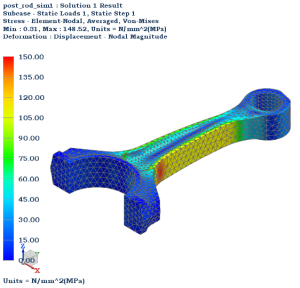 post_rod_sim1 : Solution 1 Result
Subcase - Static Loads 1, Static Step 1
Stress - Element-Nodal, Averaged, Von-Mises
Min : 0.31, Max : 148.52, Units = N/mm^2(MPa)
Deformation : Displacement - Nodal Magnitude
150.00
135.00
120.00
105.00
90.00
75.00
60.00
45.00
30.00
15.00
0.00
Z
Y
X
Units = N/mm^2(MPa)